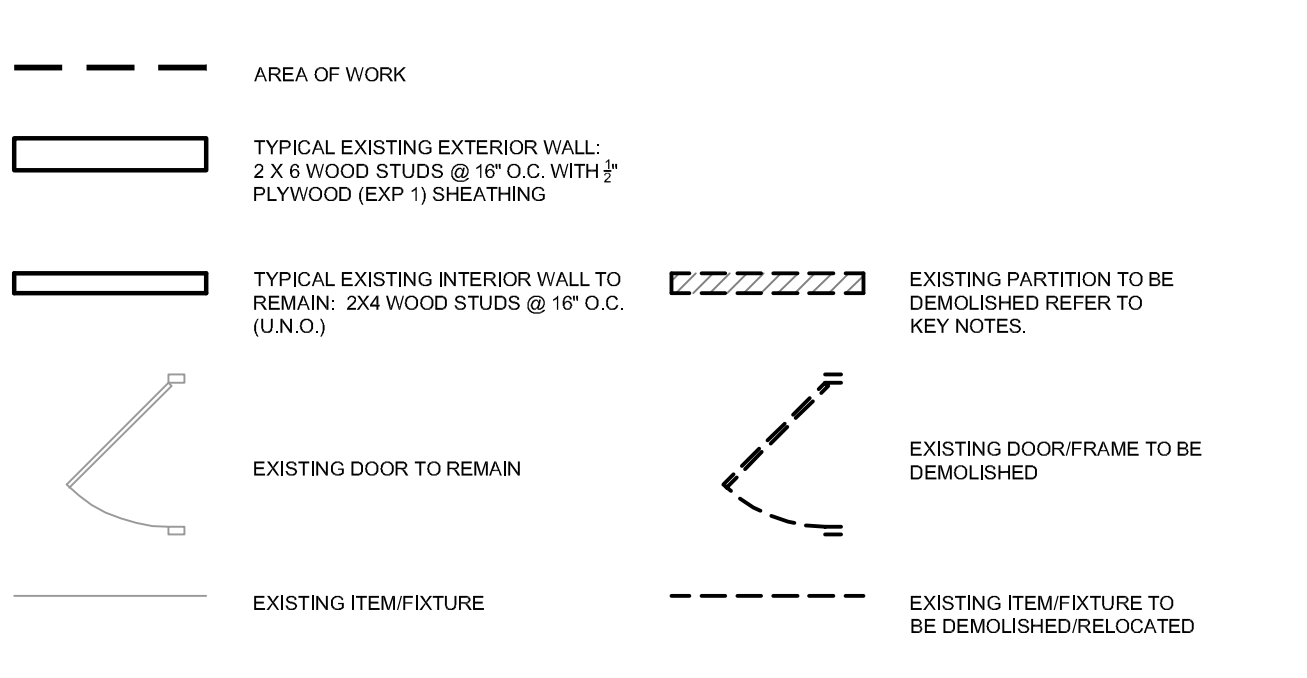 AREA OF WORK
TYPICAL EXISTING EXTERIOR WALL:
2 X 6 WOOD STUDS @ 16" O.C. WITH ½"
PLYWOOD (EXP 1) SHEATHING
TYPICAL EXISTING INTERIOR WALL TO
REMAIN: 2X4 WOOD STUDS @ 16" O.C.
(U.N.O.)
EXISTING PARTITION TO BE
DEMOLISHED REFER TO
KEY NOTES.
EXISTING DOOR TO REMAIN
EXISTING DOOR/FRAME TO BE
DEMOLISHED
EXISTING ITEM/FIXTURE
EXISTING ITEM/FIXTURE TO
BE DEMOLISHED/RELOCATED